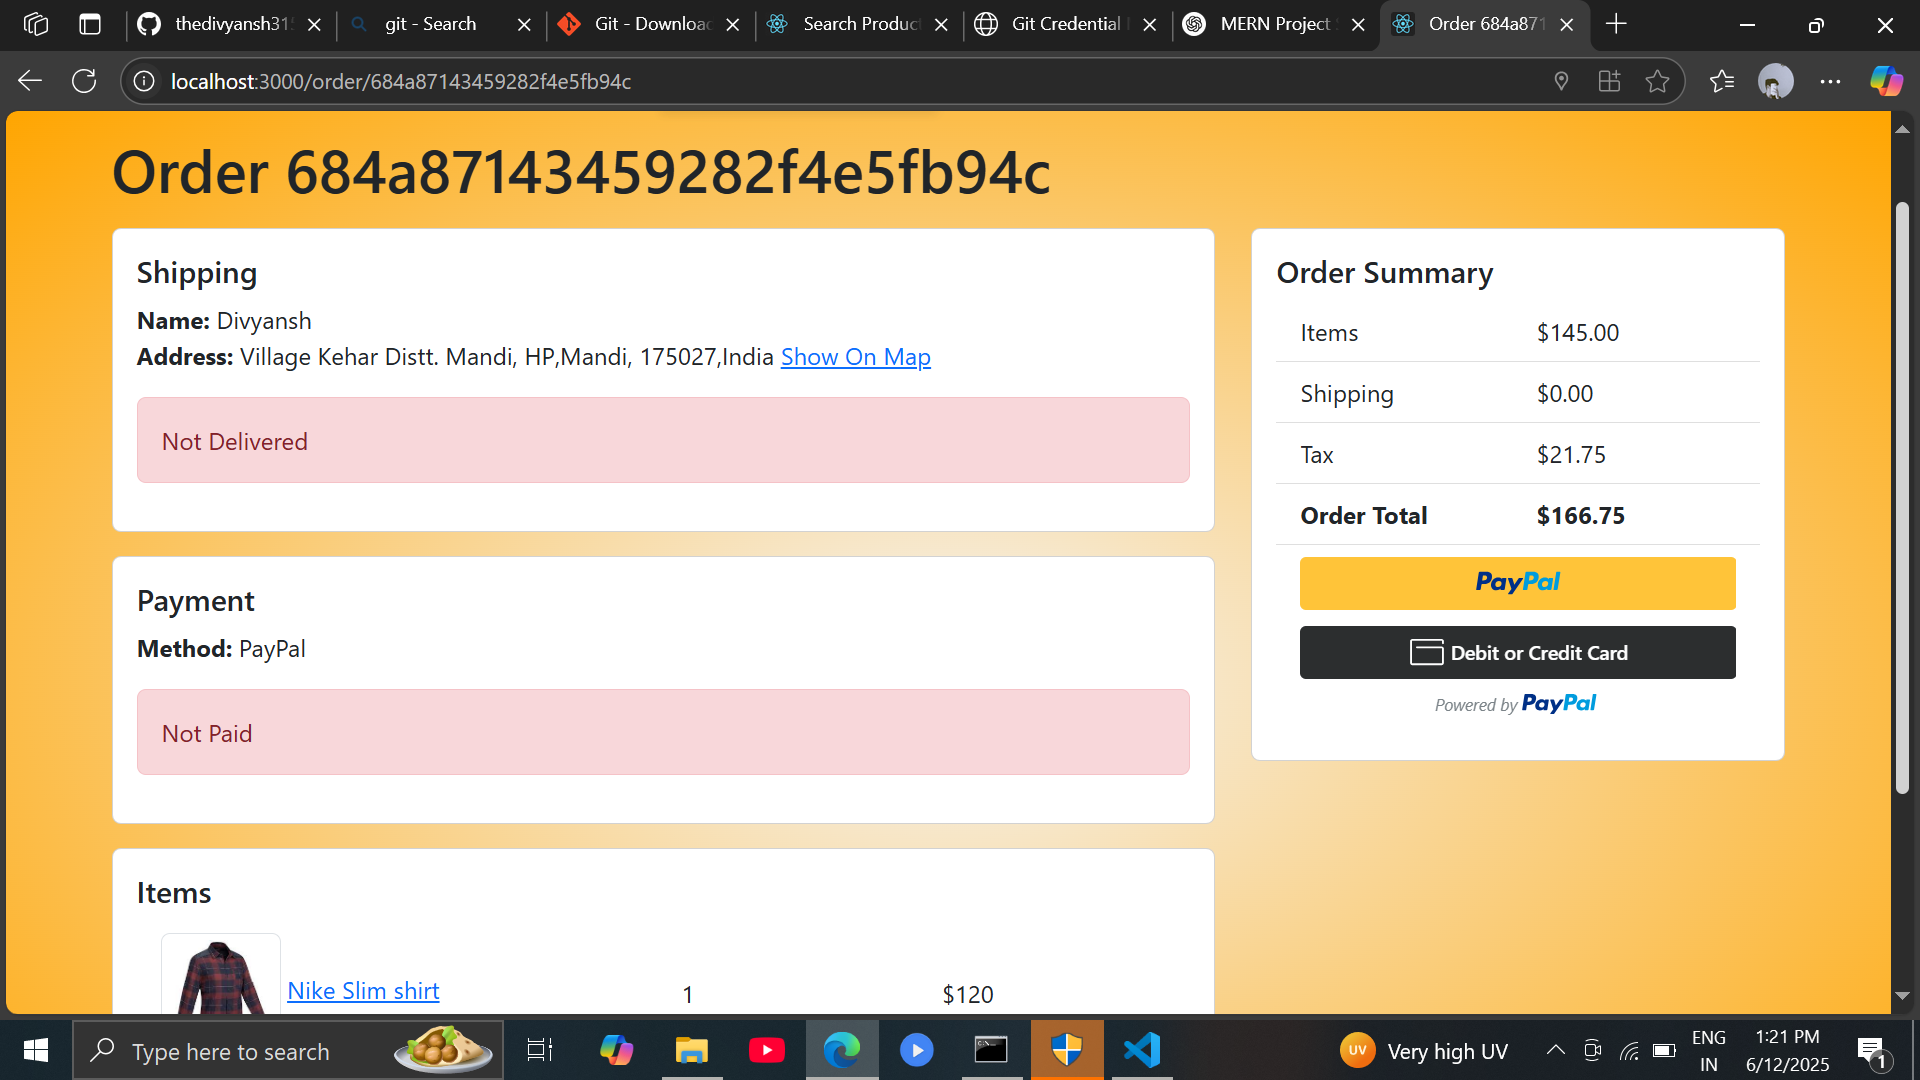 thedivyansh31
git - Search
Git - Download
Search Produc
Git Credential
MERN Project
Order 684a871
localhost:3000/order/684a87143459282f4e5fb94c
Order 684a87143459282f4e5fb94c
Shipping
Name: Divyansh
Address: Village Kehar Distt. Mandi, HP,Mandi, 175027,India Show On Map
Not Delivered
Payment
Method: PayPal
Not Paid
Items
Nike Slim shirt 1 $120
Order Summary
Items $145.00
Shipping $0.00
Tax $21.75
Order Total $166.75
PayPal
Debit or Credit Card
Powered by PayPal
Type here to search
UV Very high UV
ENG
IN
1:21 PM
6/12/2025
1